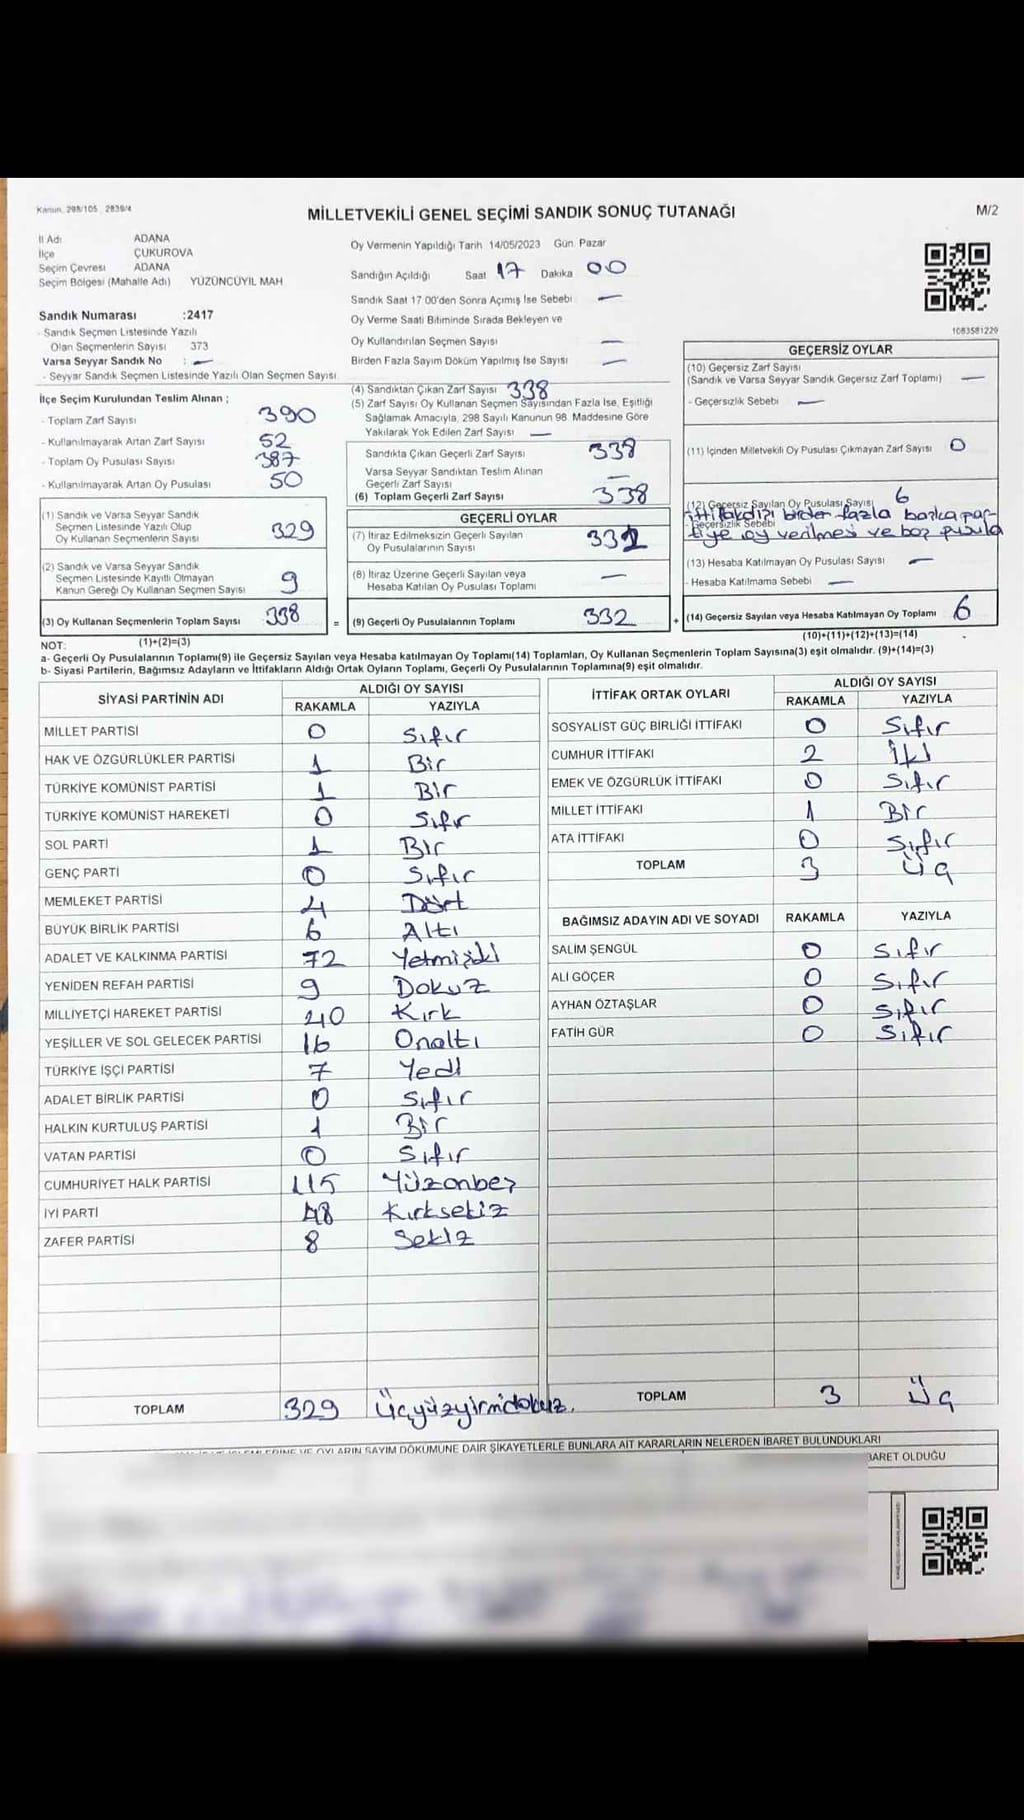 Kanun 298/105 2839/4
MİLLETVEKİLİ GENEL SEÇİMİ SANDIK SONUÇ TUTANAĞI
M/2
İl Adı ADANA
İlçe ÇUKUROVA
Seçim Çevresi ADANA
Seçim Bölgesi (Mahalle Adı) YÜZÜNCÜYIL MAH
Sandık Numarası :2417
- Sandık Seçmen Listesinde Yazılı
Olan Seçmenlerin Sayısı 373
Varsa Seyyar Sandık No : —
- Seyyar Sandık Seçmen Listesinde Yazılı Olan Seçmen Sayısı
Oy Vermenin Yapıldığı Tarih 14/05/2023 Gün Pazar
Sandığın Açıldığı Saat 17 Dakika 00
Sandık Saat 17 00'den Sonra Açımış İse Sebebi —
Oy Verme Saati Bitiminde Sırada Bekleyen ve
Oy Kullandırılan Seçmen Sayısı —
Birden Fazla Sayım Döküm Yapılmış İse Sayısı —
1083581229
İlçe Seçim Kurulundan Teslim Alınan ;
- Toplam Zarf Sayısı 390
- Kullanılmayarak Artan Zarf Sayısı 52
- Toplam Oy Pusulası Sayısı 387
- Kullanılmayarak Artan Oy Pusulası 50
(1) Sandık ve Varsa Seyyar Sandık
Seçmen Listesinde Yazılı Olup
Oy Kullanan Seçmenlerin Sayısı 329
(2) Sandık ve Varsa Seyyar Sandık
Seçmen Listesinde Kayıtlı Olmayan
Kanun Gereği Oy Kullanan Seçmen Sayısı 9
(3) Oy Kullanan Seçmenlerin Toplam Sayısı 338 =
(4) Sandıktan Çıkan Zarf Sayısı 338
(5) Zarf Sayısı Oy Kullanan Seçmen Sayısından Fazla İse, Eşitliği
Sağlamak Amacıyla, 298 Sayılı Kanunun 98. Maddesine Göre
Yakılarak Yok Edilen Zarf Sayısı —
Sandıkta Çıkan Geçerli Zarf Sayısı 338
Varsa Seyyar Sandıktan Teslim Alınan
Geçerli Zarf Sayısı —
(6) Toplam Geçerli Zarf Sayısı 338
GEÇERLİ OYLAR
(7) İtiraz Edilmeksizin Geçerli Sayılan
Oy Pusulalarının Sayısı 332
(8) İtiraz Üzerine Geçerli Sayılan veya
Hesaba Katılan Oy Pusulası Toplamı —
(9) Geçerli Oy Pusulalarının Toplamı 332 +
GEÇERSİZ OYLAR
(10) Geçersiz Zarf Sayısı
(Sandık ve Varsa Seyyar Sandık Geçersiz Zarf Toplamı) —
- Geçersizlik Sebebi —
(11) İçinden Milletvekili Oy Pusulası Çıkmayan Zarf Sayısı 0
(12) Geçersiz Sayılan Oy Pusulası Sayısı 6
- Geçersizlik Sebebi ittifakdışı birden fazla başka par-
tiye oy verilmesi ve boş pusula
(13) Hesaba Katılmayan Oy Pusulası Sayısı —
- Hesaba Katılmama Sebebi —
(14) Geçersiz Sayılan veya Hesaba Katılmayan Oy Toplamı 6
NOT: (1)+(2)=(3)
(10)+(11)+(12)+(13)=(14)
a- Geçerli Oy Pusulalarının Toplamı(9) ile Geçersiz Sayılan veya Hesaba katılmayan Oy Toplamı(14) Toplamları, Oy Kullanan Seçmenlerin Toplam Sayısına(3) eşit olmalıdır. (9)+(14)=(3)
b- Siyasi Partilerin, Bağımsız Adayların ve İttifakların Aldığı Ortak Oyların Toplamı, Geçerli Oy Pusulalarının Toplamına(9) eşit olmalıdır.
SİYASİ PARTİNİN ADI ALDIĞI OY SAYISI
RAKAMLA YAZIYLA
MİLLET PARTİSİ 0 Sıfır
HAK VE ÖZGÜRLÜKLER PARTİSİ 1 Bir
TÜRKİYE KOMÜNİST PARTİSİ 1 Bir
TÜRKİYE KOMÜNİST HAREKETİ 0 Sıfır
SOL PARTİ 1 Bir
GENÇ PARTİ 0 Sıfır
MEMLEKET PARTİSİ 4 Dört
BÜYÜK BİRLİK PARTİSİ 6 Altı
ADALET VE KALKINMA PARTİSİ 72 Yetmişiki
YENİDEN REFAH PARTİSİ 9 Dokuz
MİLLİYETÇİ HAREKET PARTİSİ 40 Kırk
YEŞİLLER VE SOL GELECEK PARTİSİ 16 Onaltı
TÜRKİYE İŞÇİ PARTİSİ 7 Yedi
ADALET BİRLİK PARTİSİ 0 Sıfır
HALKIN KURTULUŞ PARTİSİ 1 Bir
VATAN PARTİSİ 0 Sıfır
CUMHURİYET HALK PARTİSİ 115 Yüzonbeş
İYİ PARTİ 48 Kırksekiz
ZAFER PARTİSİ 8 Sekiz
TOPLAM 329 Üçyüzyirmidokuz.
İTTİFAK ORTAK OYLARI ALDIĞI OY SAYISI
RAKAMLA YAZIYLA
SOSYALİST GÜÇ BİRLİĞİ İTTİFAKI 0 Sıfır
CUMHUR İTTİFAKI 2 İki
EMEK VE ÖZGÜRLÜK İTTİFAKI 0 Sıfır
MİLLET İTTİFAKI 1 Bir
ATA İTTİFAKI 0 Sıfır
TOPLAM 3 Üç
BAĞIMSIZ ADAYIN ADI VE SOYADI RAKAMLA YAZIYLA
SALİM ŞENGÜL 0 Sıfır
ALİ GÖÇER 0 Sıfır
AYHAN ÖZTAŞLAR 0 Sıfır
FATİH GÜR 0 Sıfır
TOPLAM 3 Üç
OYLARIN SAYIM DÖKÜMÜNE DAİR ŞİKAYETLERLE BUNLARA AİT KARARLARIN NELERDEN İBARET BULUNDUKLARI
BARET OLDUĞU